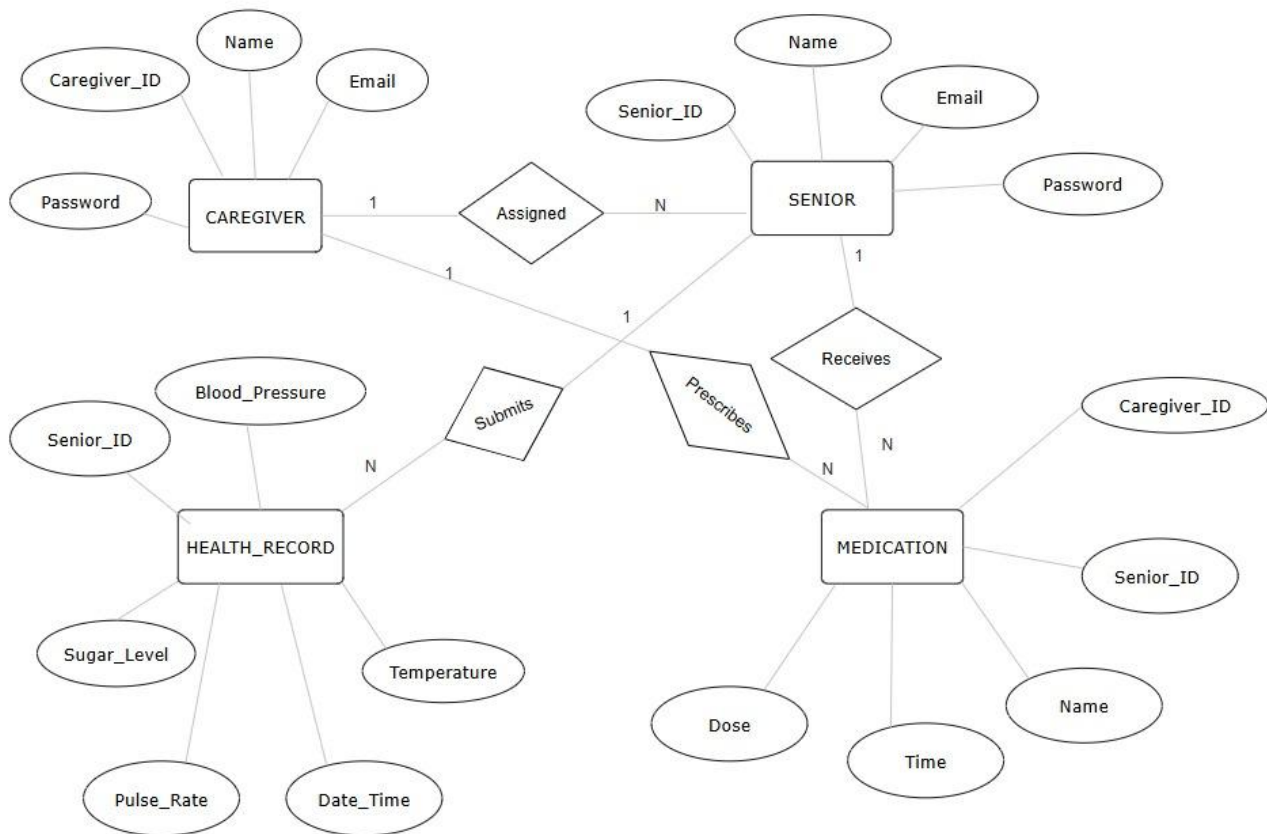 Name
Name
Caregiver_ID
Email
Senior_ID
Email
Password
CAREGIVER
1
Assigned
N
SENIOR
Password
1
1
1
Receives
Prescribes
Submits
Blood_Pressure
Senior_ID
Caregiver_ID
N
N
N
HEALTH_RECORD
MEDICATION
Senior_ID
Sugar_Level
Temperature
Name
Dose
Time
Pulse_Rate
Date_Time